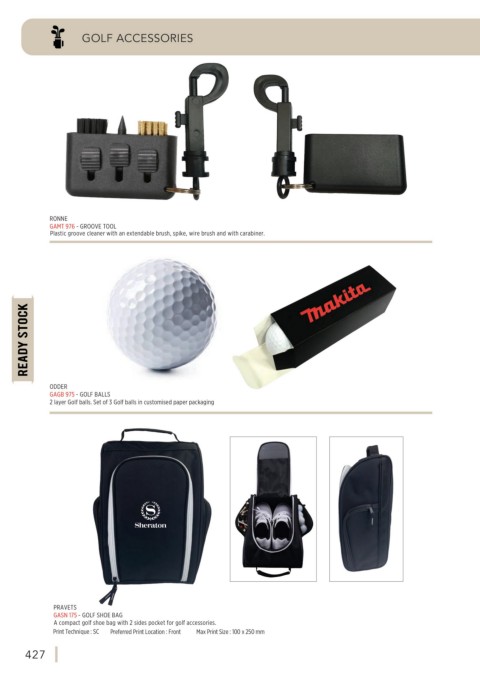 GOLF ACCESSORIES
RONNE
GAMT 976 - GROOVE TOOL
Plastic groove cleaner with an extendable brush, spike, wire brush and with carabiner.
Makita
READY STOCK
ODDER
GAGB 975 - GOLF BALLS
2 layer Golf balls. Set of 3 Golf balls in customised paper packaging
S
Sheraton
PRAVETS
GASN 175 - GOLF SHOE BAG
A compact golf shoe bag with 2 sides pocket for golf accessories.
Print Technique : SC Preferred Print Location : Front Max Print Size : 100 x 250 mm
427